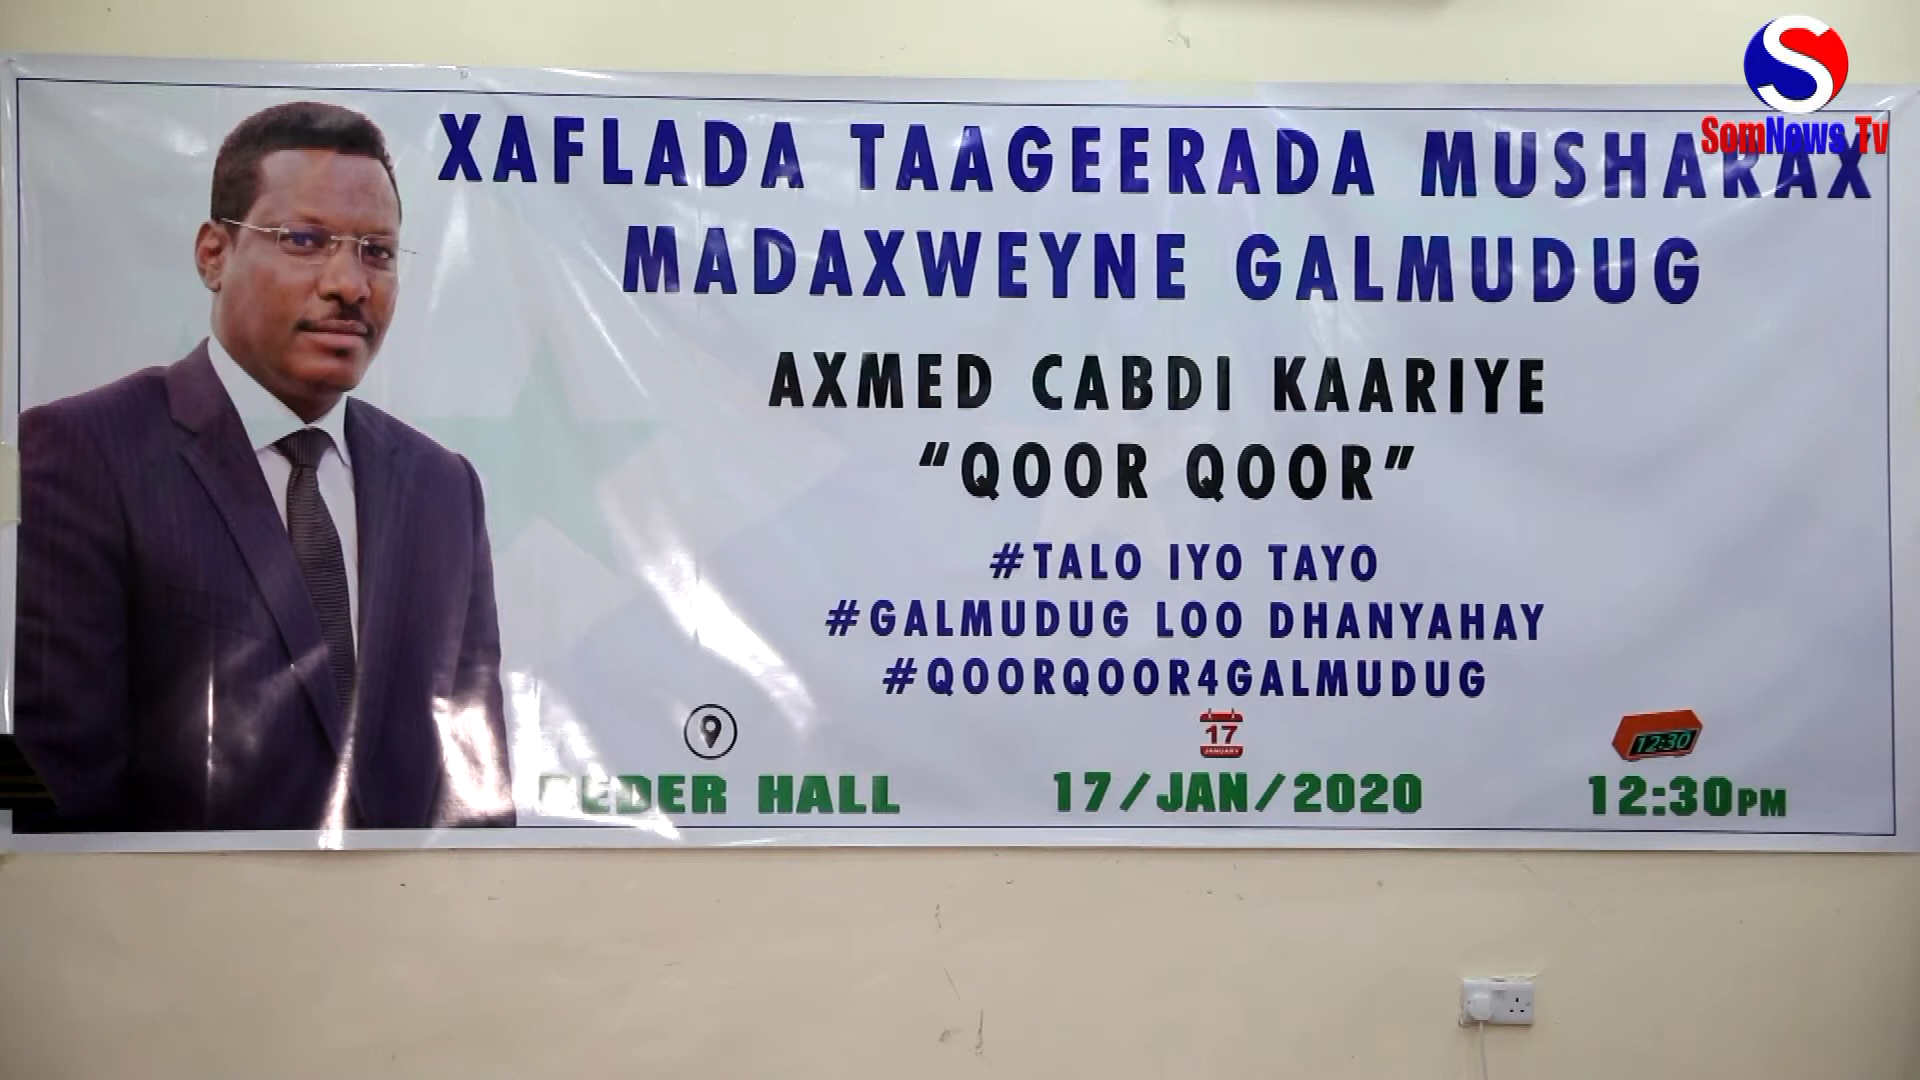 SomNews Tv
XAFLADA TAAGEERADA MUSHARAX
MADAXWEYNE GALMUDUG
AXMED CABDI KAARIYE
“QOOR QOOR”
#TALO IYO TAYO
#GALMUDUG LOO DHANYAHAY
#QOORQOOR4GALMUDUG
17
JANUARY
12:30
HALL
17/JAN/2020
12:30PM